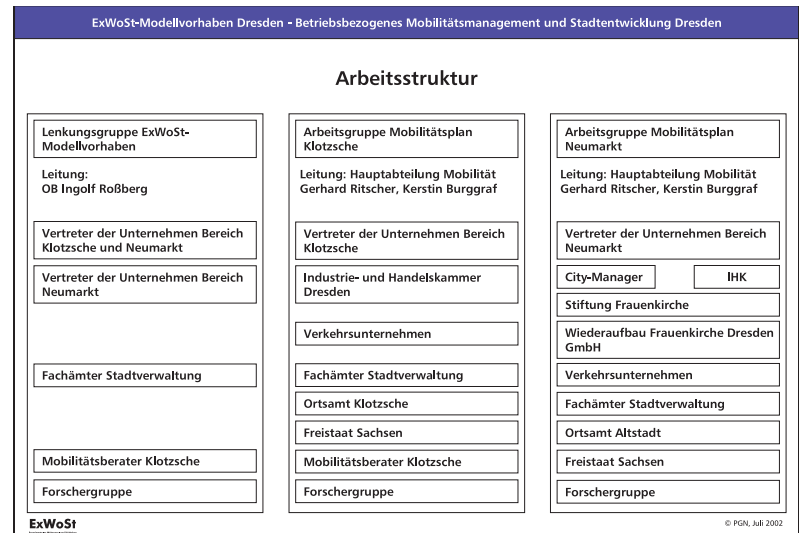 ExWoSt-Modellvorhaben Dresden - Betriebsbezogenes Mobilitätsmanagement und Stadtentwicklung Dresden
Arbeitsstruktur
Lenkungsgruppe ExWoSt-
Modellvorhaben
Leitung:
OB Ingolf Roßberg
Vertreter der Unternehmen Bereich
Klotzsche und Neumarkt
Vertreter der Unternehmen Bereich
Neumarkt
Fachämter Stadtverwaltung
Mobilitätsberater Klotzsche
Forschergruppe
Arbeitsgruppe Mobilitätsplan
Klotzsche
Leitung: Hauptabteilung Mobilität
Gerhard Ritscher, Kerstin Burggraf
Vertreter der Unternehmen Bereich
Klotzsche
Industrie- und Handelskammer
Dresden
Verkehrsunternehmen
Fachämter Stadtverwaltung
Ortsamt Klotzsche
Freistaat Sachsen
Mobilitätsberater Klotzsche
Forschergruppe
Arbeitsgruppe Mobilitätsplan
Neumarkt
Leitung: Hauptabteilung Mobilität
Gerhard Ritscher, Kerstin Burggraf
Vertreter der Unternehmen Bereich
Neumarkt
City-Manager
IHK
Stiftung Frauenkirche
Wiederaufbau Frauenkirche Dresden
GmbH
Verkehrsunternehmen
Fachämter Stadtverwaltung
Ortsamt Altstadt
Freistaat Sachsen
Forschergruppe
ExWoSt
© PGN, Juli 2002